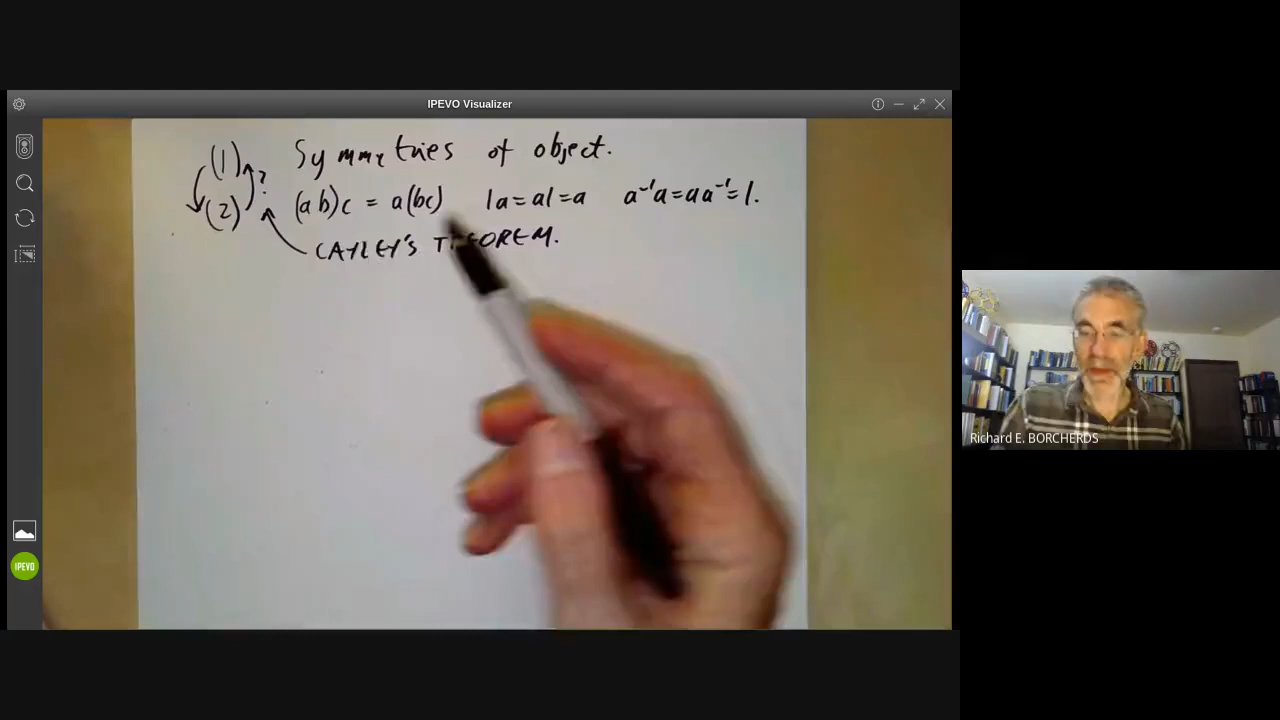 IPEVO Visualizer
(1) Symmetries of object.
?
(2) (ab)c = a(bc) 1a=a1=a a⁻¹a=aa⁻¹=1.
CAYLEY'S THEOREM.
Richard E. BORCHERDS
IPEVO